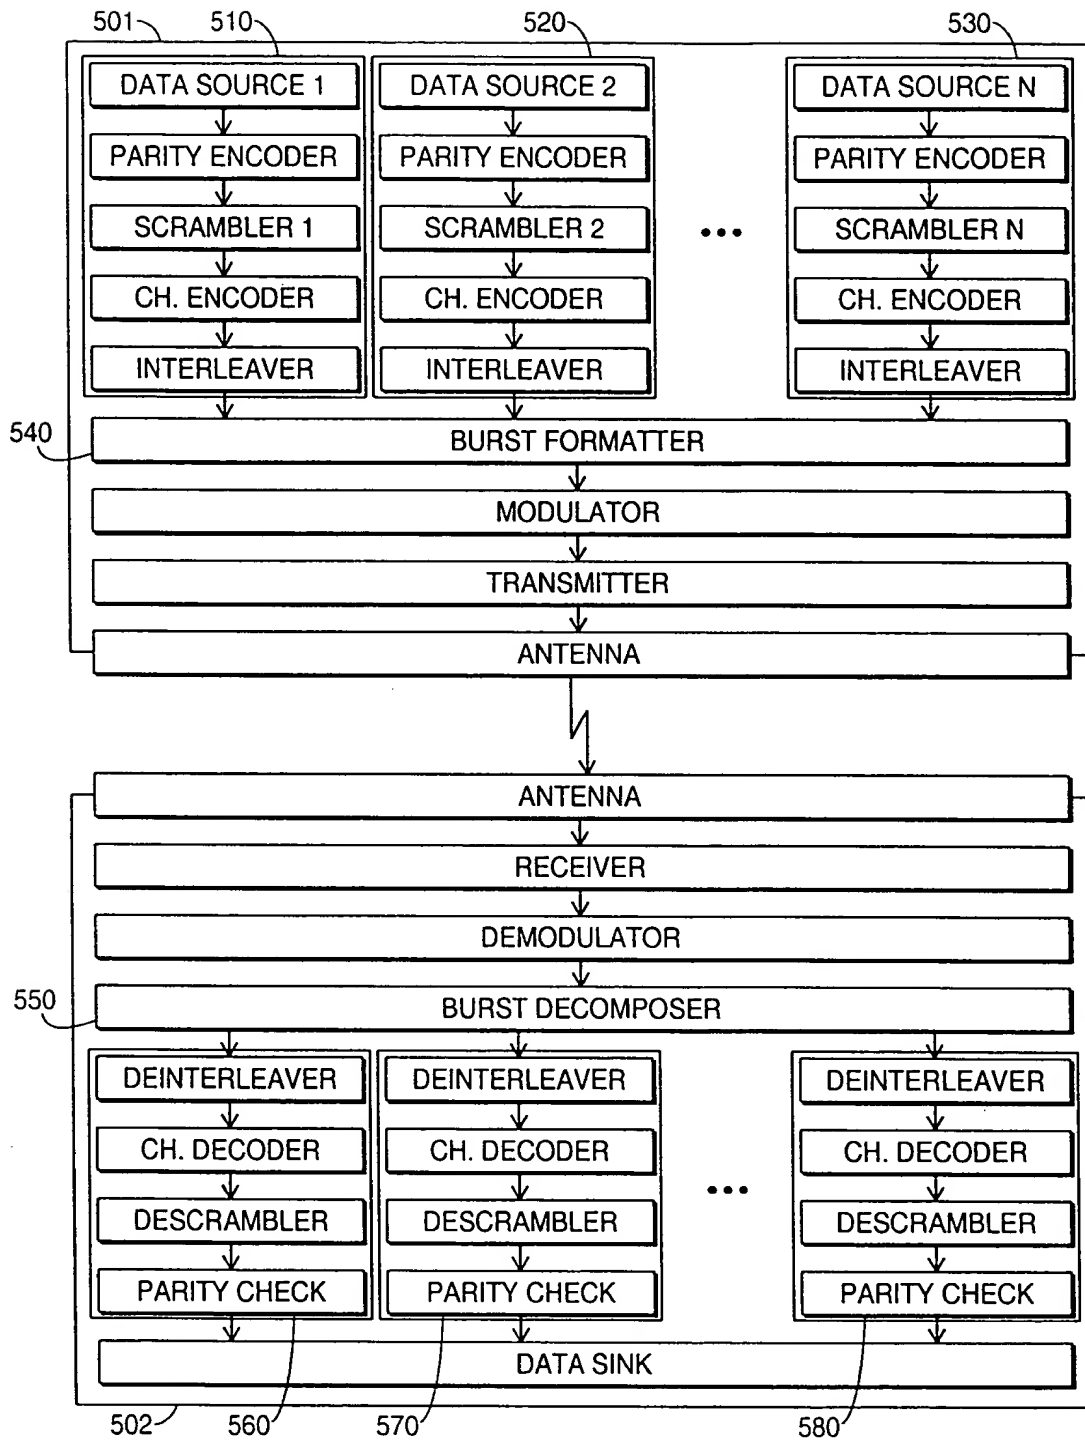 501
510
520
530
DATA SOURCE 1
DATA SOURCE 2
DATA SOURCE N
PARITY ENCODER
PARITY ENCODER
PARITY ENCODER
SCRAMBLER 1
SCRAMBLER 2
SCRAMBLER N
CH. ENCODER
CH. ENCODER
CH. ENCODER
INTERLEAVER
INTERLEAVER
INTERLEAVER
540
BURST FORMATTER
MODULATOR
TRANSMITTER
ANTENNA
ANTENNA
RECEIVER
DEMODULATOR
550
BURST DECOMPOSER
DEINTERLEAVER
DEINTERLEAVER
DEINTERLEAVER
CH. DECODER
CH. DECODER
CH. DECODER
DESCRAMBLER
DESCRAMBLER
DESCRAMBLER
PARITY CHECK
PARITY CHECK
PARITY CHECK
DATA SINK
502
560
570
580